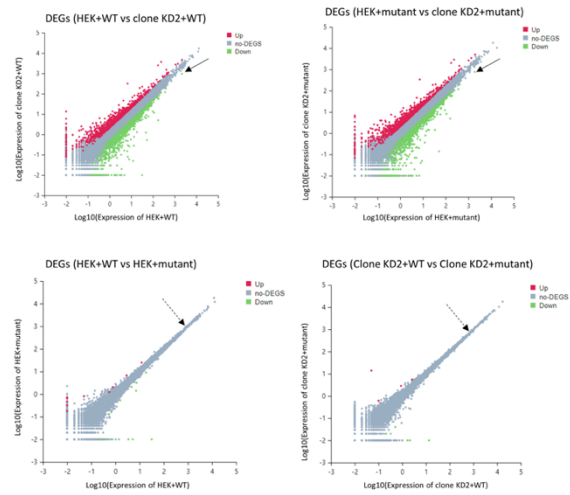 DEGs (HEK+WT vs clone KD2+WT)
Up
no-DEGS
Down
Log10(Expression of clone KD2+WT)
5
4
3
2
1
0
-1
-2
-3
-3 -2 -1 0 1 2 3 4 5
Log10(Expression of HEK+WT)
DEGs (HEK+mutant vs clone KD2+mutant)
Up
no-DEGS
Down
Log10(Expression of clone KD2+mutant)
5
4
3
2
1
0
-1
-2
-3
-3 -2 -1 0 1 2 3 4 5
Log10(Expression of HEK+mutant)
DEGs (HEK+WT vs HEK+mutant)
Up
no-DEGS
Down
Log10(Expression of HEK+mutant)
5
4
3
2
1
0
-1
-2
-3
-3 -2 -1 0 1 2 3 4 5
Log10(Expression of HEK+WT)
DEGs (Clone KD2+WT vs Clone KD2+mutant)
Up
no-DEGS
Down
Log10(Expression of clone KD2+mutant)
5
4
3
2
1
0
-1
-2
-3
-3 -2 -1 0 1 2 3 4 5
Log10(Expression of clone KD2+WT)